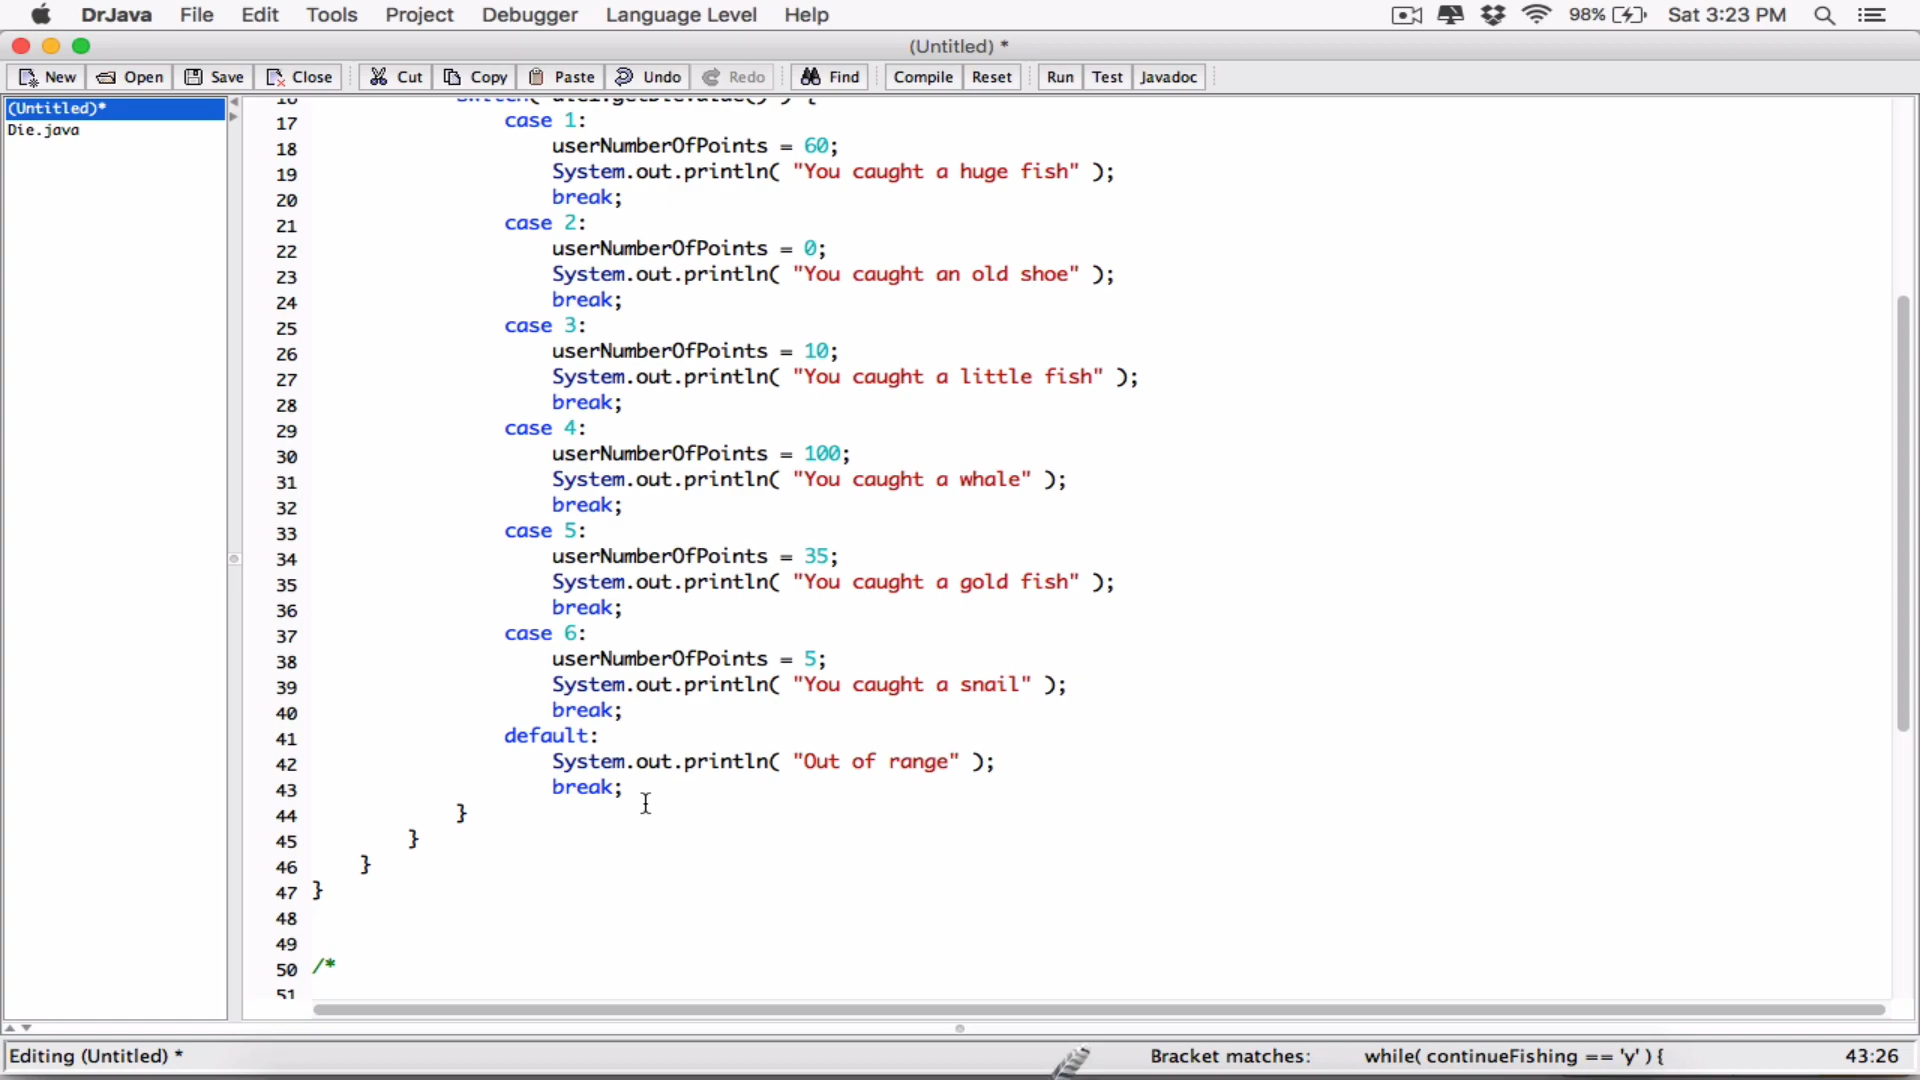 DrJava File Edit Tools Project Debugger Language Level Help 98% Sat 3:23 PM
(Untitled) *
New Open Save Close Cut Copy Paste Undo Redo Find Compile Reset Run Test Javadoc
(Untitled)*
Die.java
17 case 1:
18 userNumberOfPoints = 60;
19 System.out.println( "You caught a huge fish" );
20 break;
21 case 2:
22 userNumberOfPoints = 0;
23 System.out.println( "You caught an old shoe" );
24 break;
25 case 3:
26 userNumberOfPoints = 10;
27 System.out.println( "You caught a little fish" );
28 break;
29 case 4:
30 userNumberOfPoints = 100;
31 System.out.println( "You caught a whale" );
32 break;
33 case 5:
34 userNumberOfPoints = 35;
35 System.out.println( "You caught a gold fish" );
36 break;
37 case 6:
38 userNumberOfPoints = 5;
39 System.out.println( "You caught a snail" );
40 break;
41 default:
42 System.out.println( "Out of range" );
43 break;
44 }
45 }
46 }
47 }
48
49
50 /*
51
Editing (Untitled) * Bracket matches: while( continueFishing == 'y' ) { 43:26